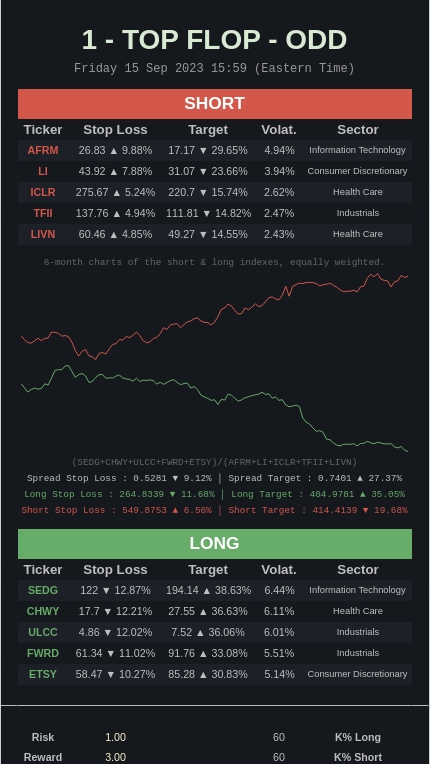 1 - TOP FLOP - ODD
Friday 15 Sep 2023 15:59 (Eastern Time)
SHORT
Ticker Stop Loss Target Volat. Sector
AFRM 26.83 ▲ 9.88% 17.17 ▼ 29.65% 4.94% Information Technology
LI 43.92 ▲ 7.88% 31.07 ▼ 23.66% 3.94% Consumer Discretionary
ICLR 275.67 ▲ 5.24% 220.7 ▼ 15.74% 2.62% Health Care
TFII 137.76 ▲ 4.94% 111.81 ▼ 14.82% 2.47% Industrials
LIVN 60.46 ▲ 4.85% 49.27 ▼ 14.55% 2.43% Health Care
6-month charts of the short & long indexes, equally weighted.
(SEDG+CHWY+ULCC+FWRD+ETSY)/(AFRM+LI+ICLR+TFII+LIVN)
Spread Stop Loss : 0.5281 ▼ 9.12% | Spread Target : 0.7401 ▲ 27.37%
Long Stop Loss : 264.8339 ▼ 11.68% | Long Target : 404.9781 ▲ 35.05%
Short Stop Loss : 549.8753 ▲ 6.56% | Short Target : 414.4139 ▼ 19.68%
LONG
Ticker Stop Loss Target Volat. Sector
SEDG 122 ▼ 12.87% 194.14 ▲ 38.63% 6.44% Information Technology
CHWY 17.7 ▼ 12.21% 27.55 ▲ 36.63% 6.11% Health Care
ULCC 4.86 ▼ 12.02% 7.52 ▲ 36.06% 6.01% Industrials
FWRD 61.34 ▼ 11.02% 91.76 ▲ 33.08% 5.51% Industrials
ETSY 58.47 ▼ 10.27% 85.28 ▲ 30.83% 5.14% Consumer Discretionary
Risk 1.00 60 K% Long
Reward 3.00 60 K% Short